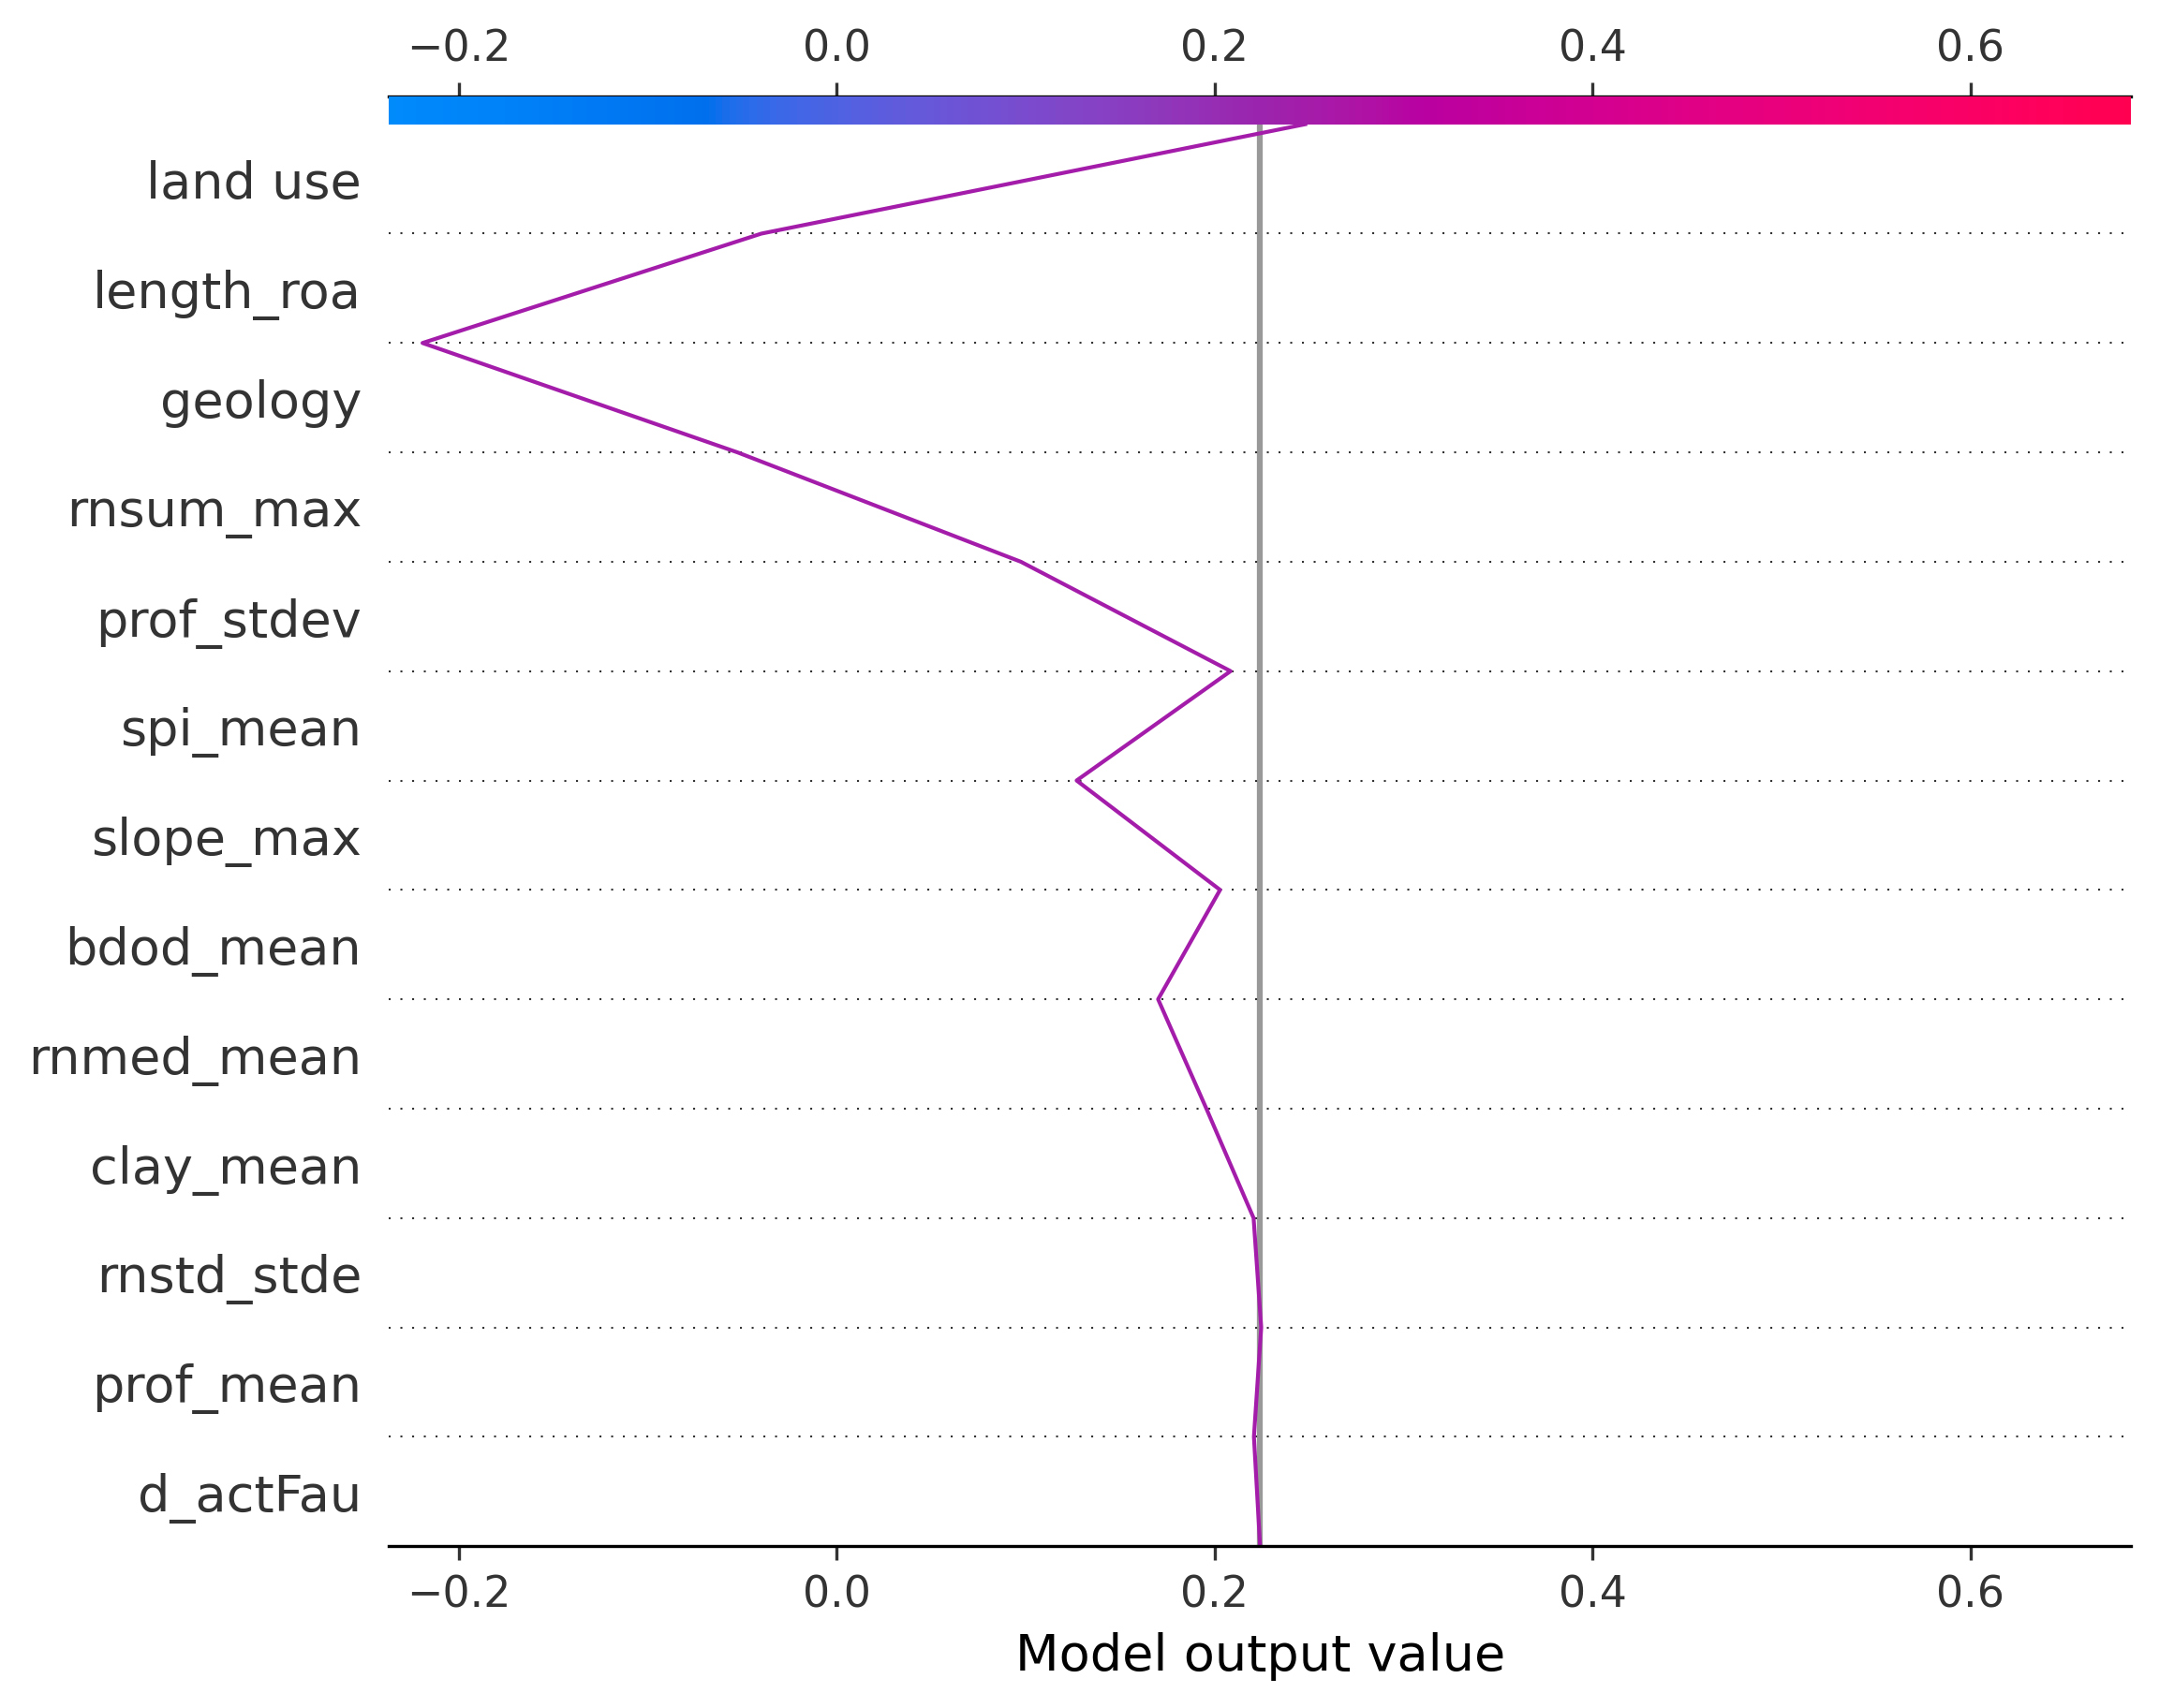 −0.2 0.0 0.2 0.4 0.6
land use
length_roa
geology
rnsum_max
prof_stdev
spi_mean
slope_max
bdod_mean
rnmed_mean
clay_mean
rnstd_stde
prof_mean
d_actFau
−0.2 0.0 0.2 0.4 0.6
Model output value